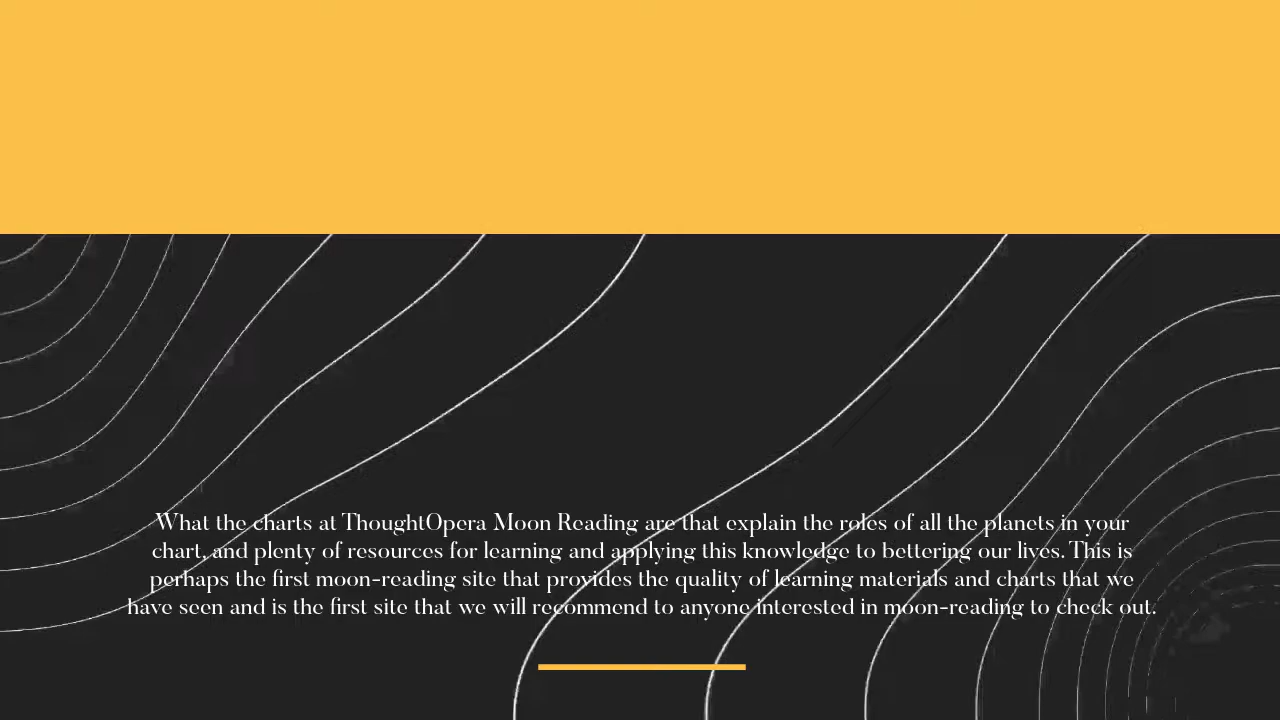 What the charts at ThoughtOpera Moon Reading are that explain the roles of all the planets in your
chart, and plenty of resources for learning and applying this knowledge to bettering our lives. This is
perhaps the first moon-reading site that provides the quality of learning materials and charts that we
have seen and is the first site that we will recommend to anyone interested in moon-reading to check out.